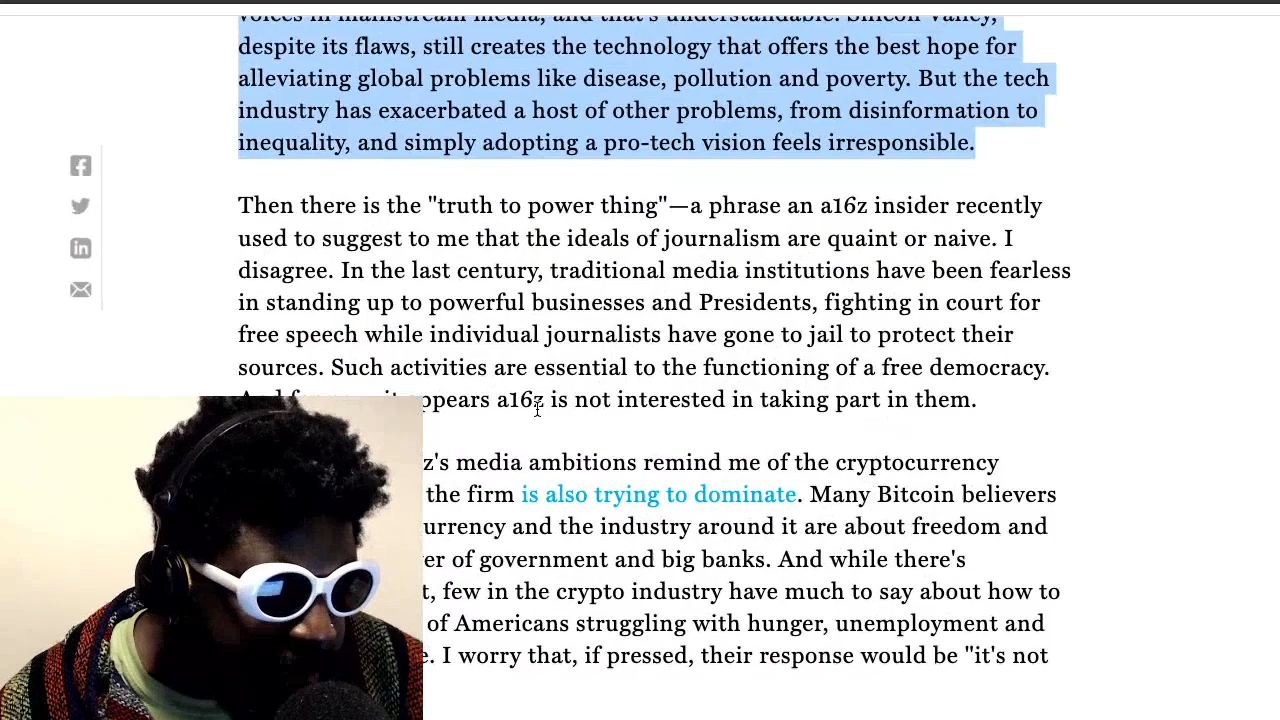 voices in mainstream media, and that's understandable. Silicon Valley,
despite its flaws, still creates the technology that offers the best hope for
alleviating global problems like disease, pollution and poverty. But the tech
industry has exacerbated a host of other problems, from disinformation to
inequality, and simply adopting a pro-tech vision feels irresponsible.
Then there is the "truth to power thing"—a phrase an a16z insider recently
used to suggest to me that the ideals of journalism are quaint or naive. I
disagree. In the last century, traditional media institutions have been fearless
in standing up to powerful businesses and Presidents, fighting in court for
free speech while individual journalists have gone to jail to protect their
sources. Such activities are essential to the functioning of a free democracy.
appears a16z is not interested in taking part in them.
z's media ambitions remind me of the cryptocurrency
the firm is also trying to dominate. Many Bitcoin believers
urrency and the industry around it are about freedom and
er of government and big banks. And while there's
t, few in the crypto industry have much to say about how to
of Americans struggling with hunger, unemployment and
e. I worry that, if pressed, their response would be "it's not